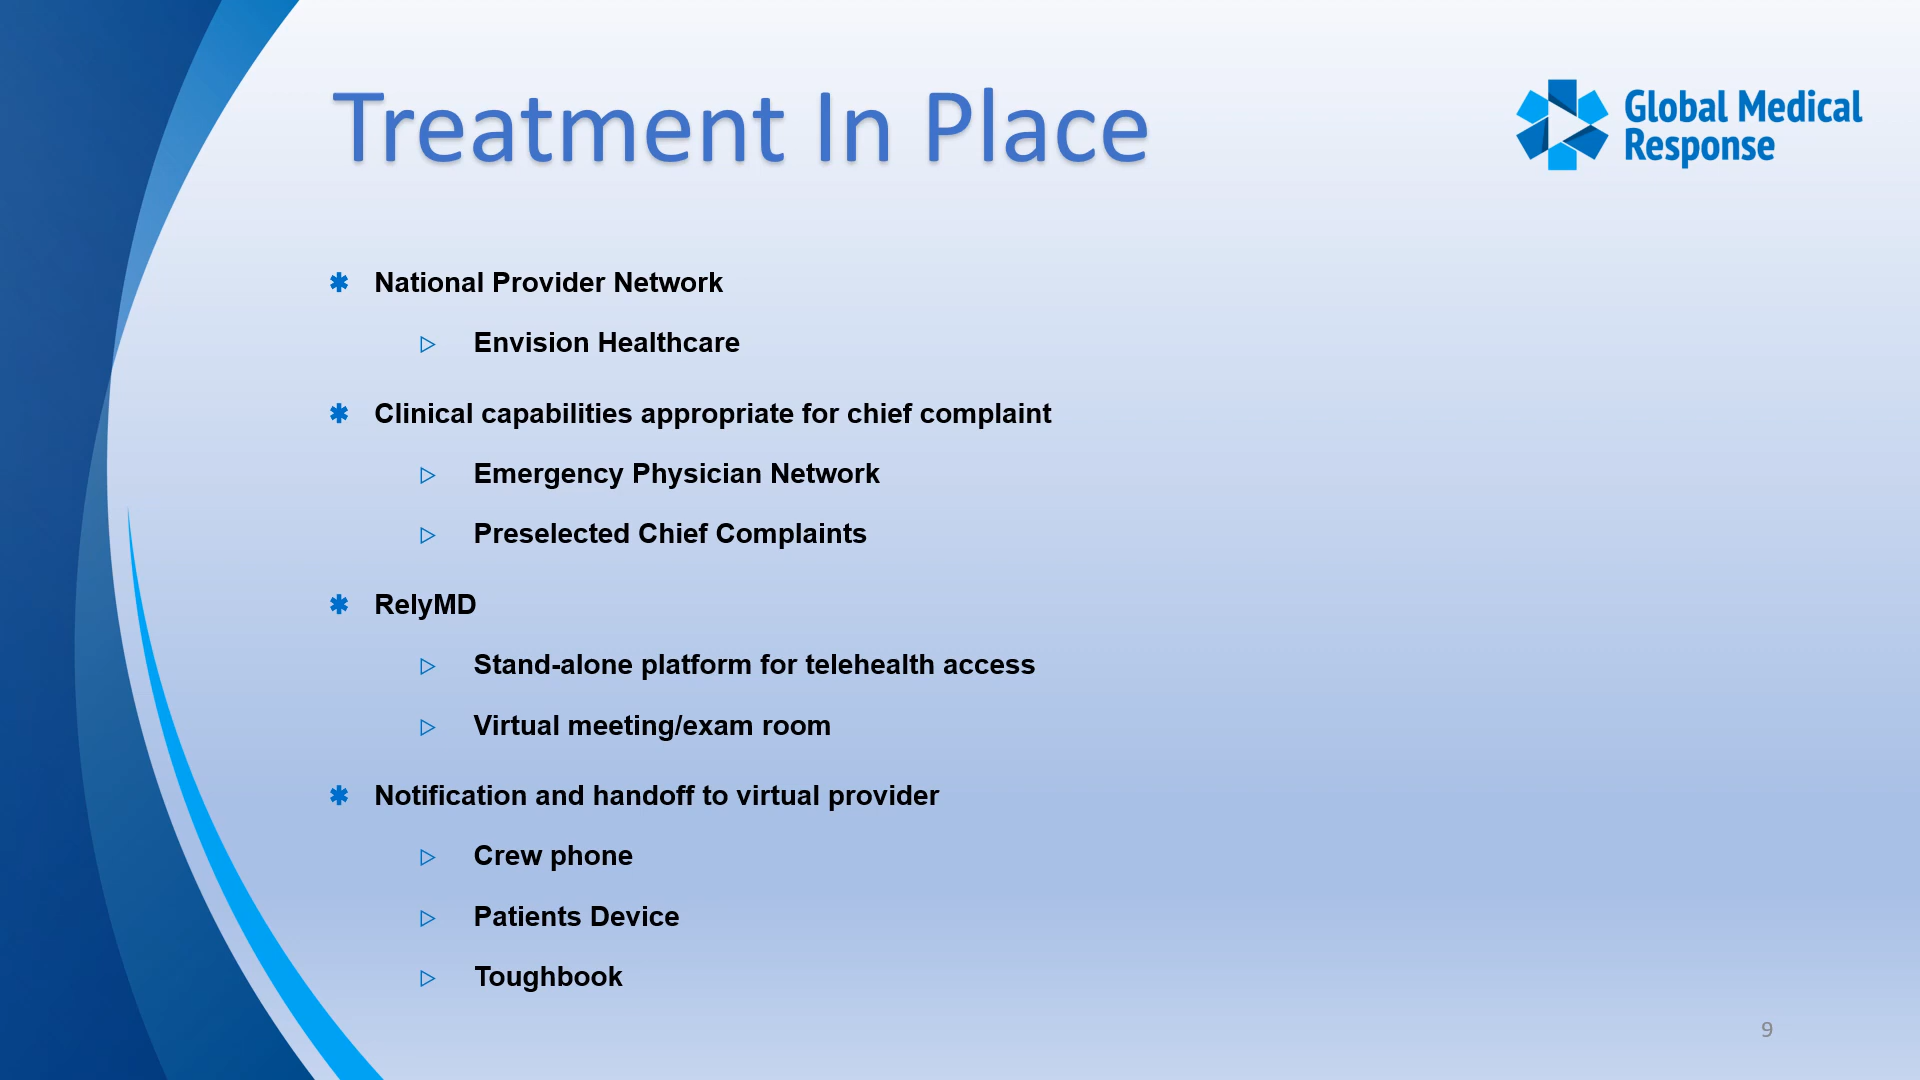 Treatment In Place
Global Medical
Response
✱ National Provider Network
▷ Envision Healthcare
✱ Clinical capabilities appropriate for chief complaint
▷ Emergency Physician Network
▷ Preselected Chief Complaints
✱ RelyMD
▷ Stand-alone platform for telehealth access
▷ Virtual meeting/exam room
✱ Notification and handoff to virtual provider
▷ Crew phone
▷ Patients Device
▷ Toughbook
9